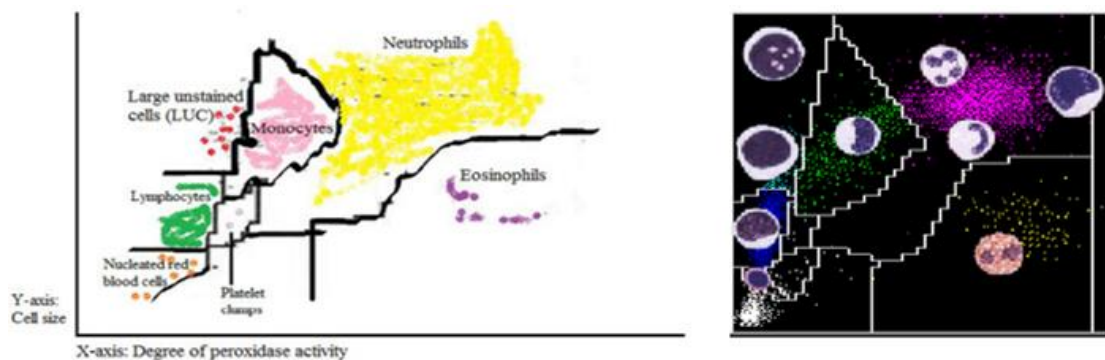 Neutrophils
Large unstained
cells (LUC)
Monocytes
Eosinophils
Lymphocytes
Nucleated red
blood cells
Platelet
clumps
Y-axis:
Cell size
X-axis: Degree of peroxidase activity